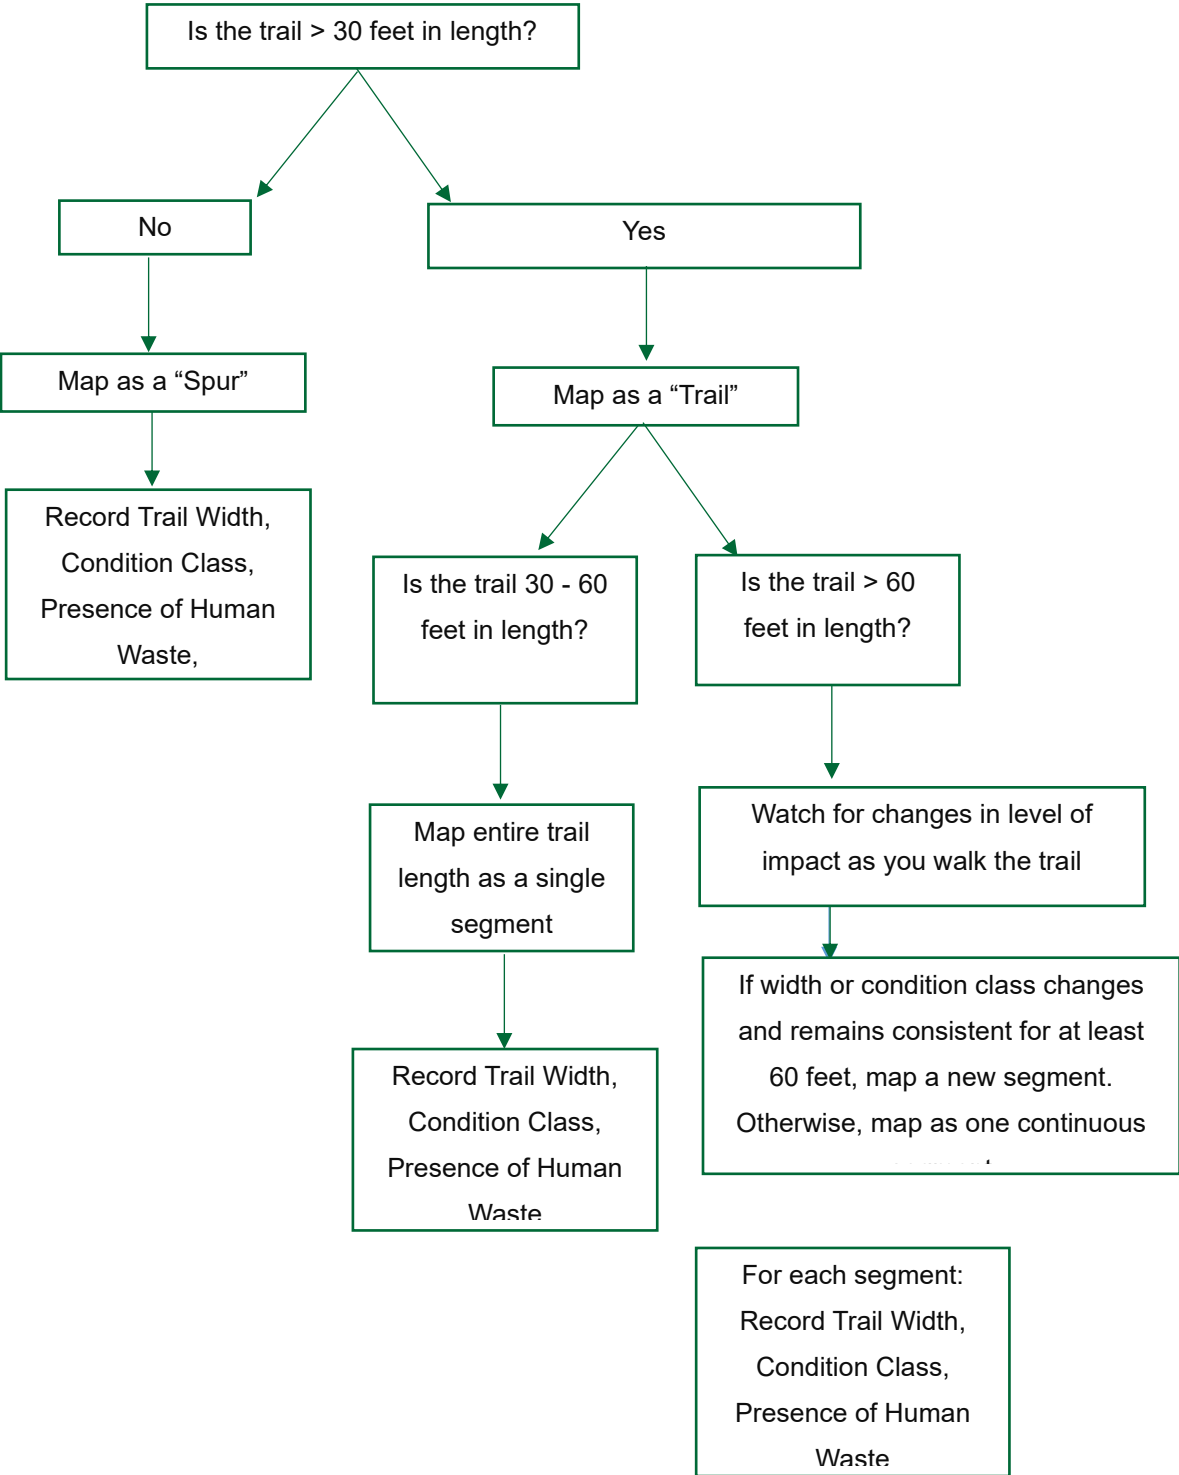 Is the trail > 30 feet in length?
No
Yes
Map as a “Spur”
Map as a “Trail”
Record Trail Width,
Condition Class,
Presence of Human
Waste,
Is the trail 30 - 60
feet in length?
Is the trail > 60
feet in length?
Map entire trail
length as a single
segment
Watch for changes in level of
impact as you walk the trail
Record Trail Width,
Condition Class,
Presence of Human
Waste
If width or condition class changes
and remains consistent for at least
60 feet, map a new segment.
Otherwise, map as one continuous
For each segment:
Record Trail Width,
Condition Class,
Presence of Human
Waste